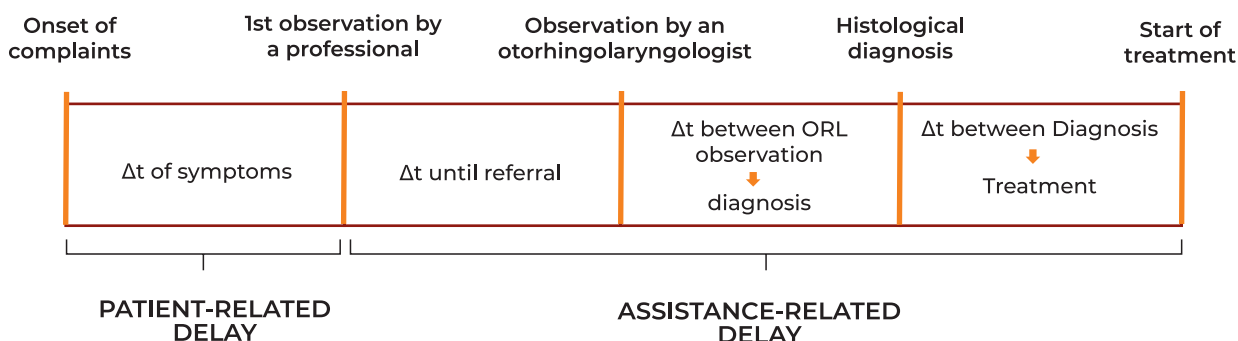 Onset of
complaints
1st observation by
a professional
Observation by an
otorhingolaryngologist
Histological
diagnosis
Start of
treatment
Δt of symptoms
Δt until referral
Δt between ORL
observation
diagnosis
Δt between Diagnosis
Treatment
PATIENT-RELATED
DELAY
ASSISTANCE-RELATED
DELAY